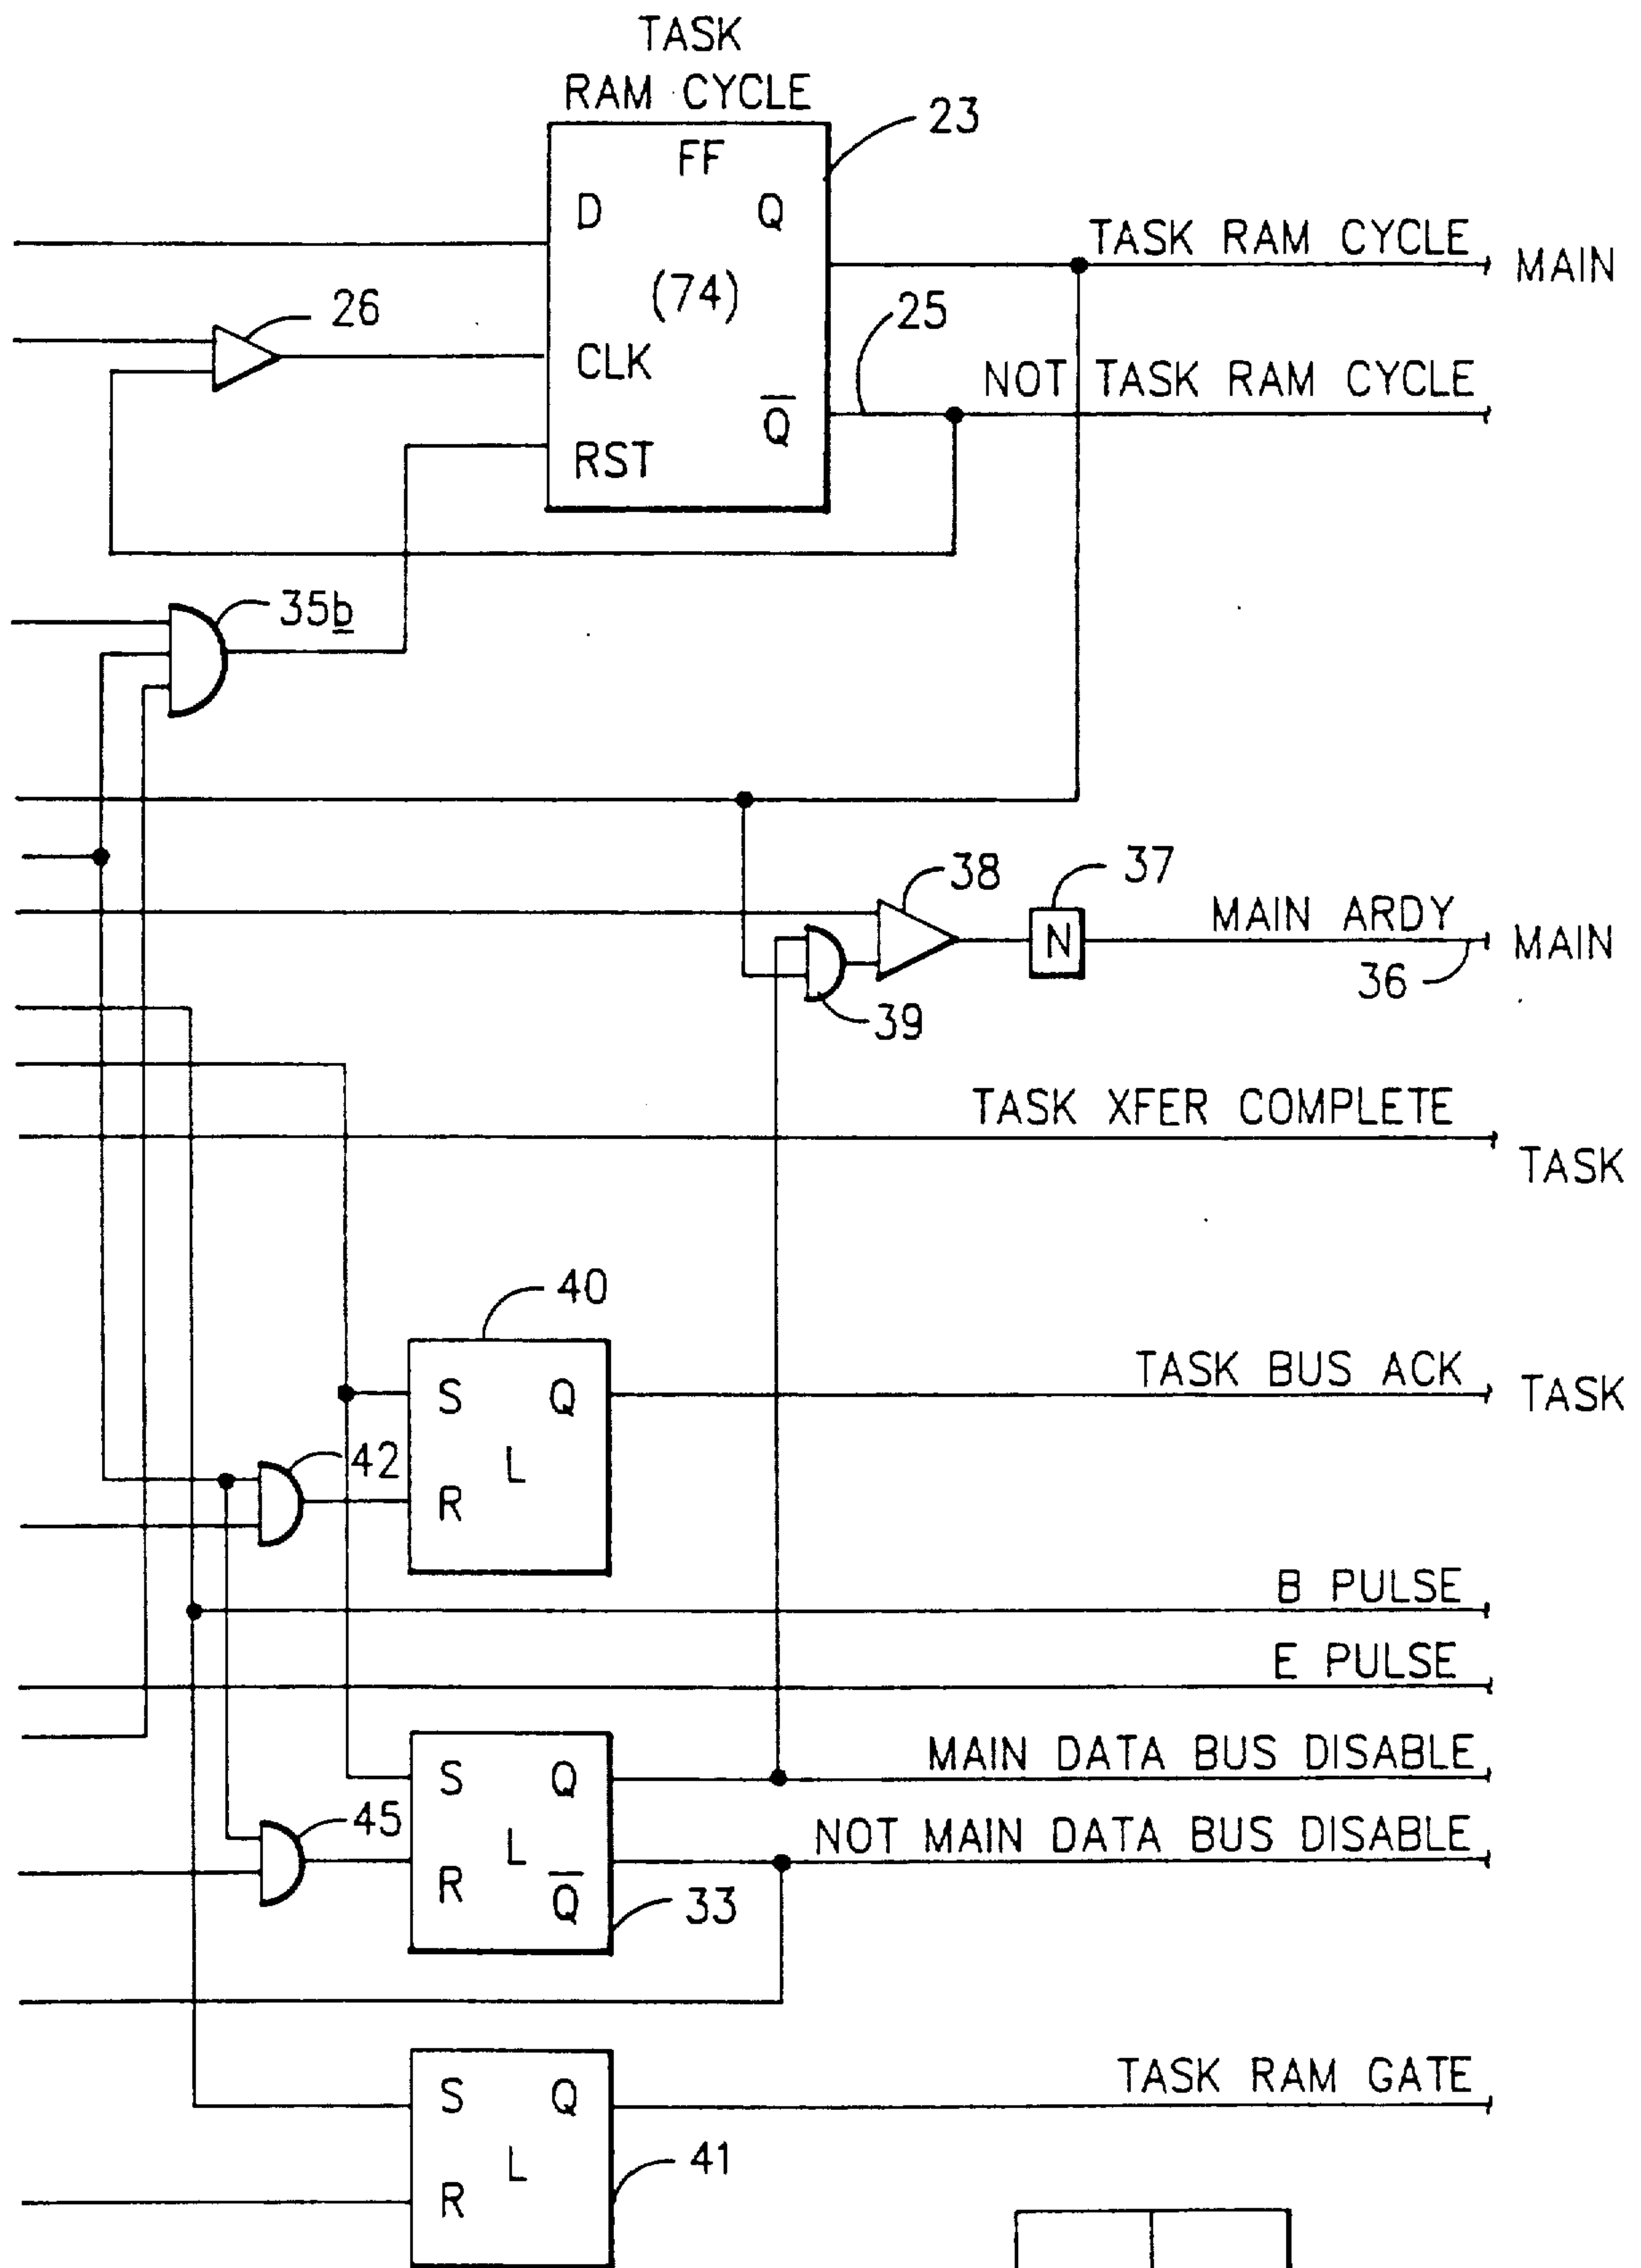 TASK
RAM CYCLE
FF
23
D
Q
TASK RAM CYCLE
MAIN
(74)
26
25
CLK
NOT TASK RAM CYCLE
Q̅
RST
35b
38
37
MAIN ARDY
N
MAIN
36
39
TASK XFER COMPLETE
TASK
40
TASK BUS ACK
S
Q
TASK
42
L
R
B PULSE
E PULSE
MAIN DATA BUS DISABLE
S
Q
45
NOT MAIN DATA BUS DISABLE
L
R
Q̅
33
TASK RAM GATE
S
Q
L
41
R